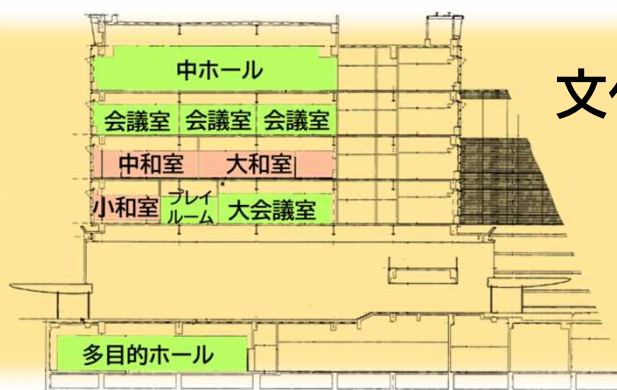 中ホール
文
会議室 会議室 会議室
中和室 大和室
小和室 プレイ 大会議室
ルーム
多目的ホール